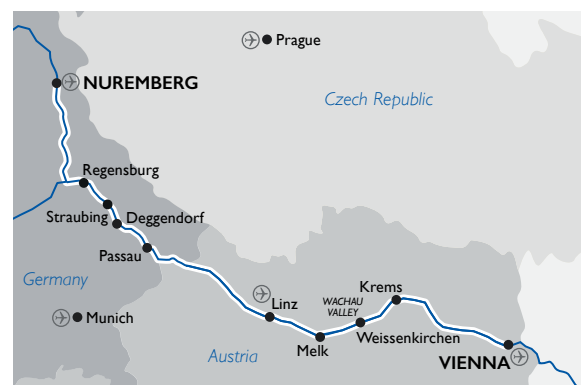 Prague
NUREMBERG
Czech Republic
Regensburg
Straubing
Deggendorf
Passau
Germany
Krems
Linz
WACHAU
VALLEY
Munich
Weissenkirchen
Melk
Austria
VIENNA